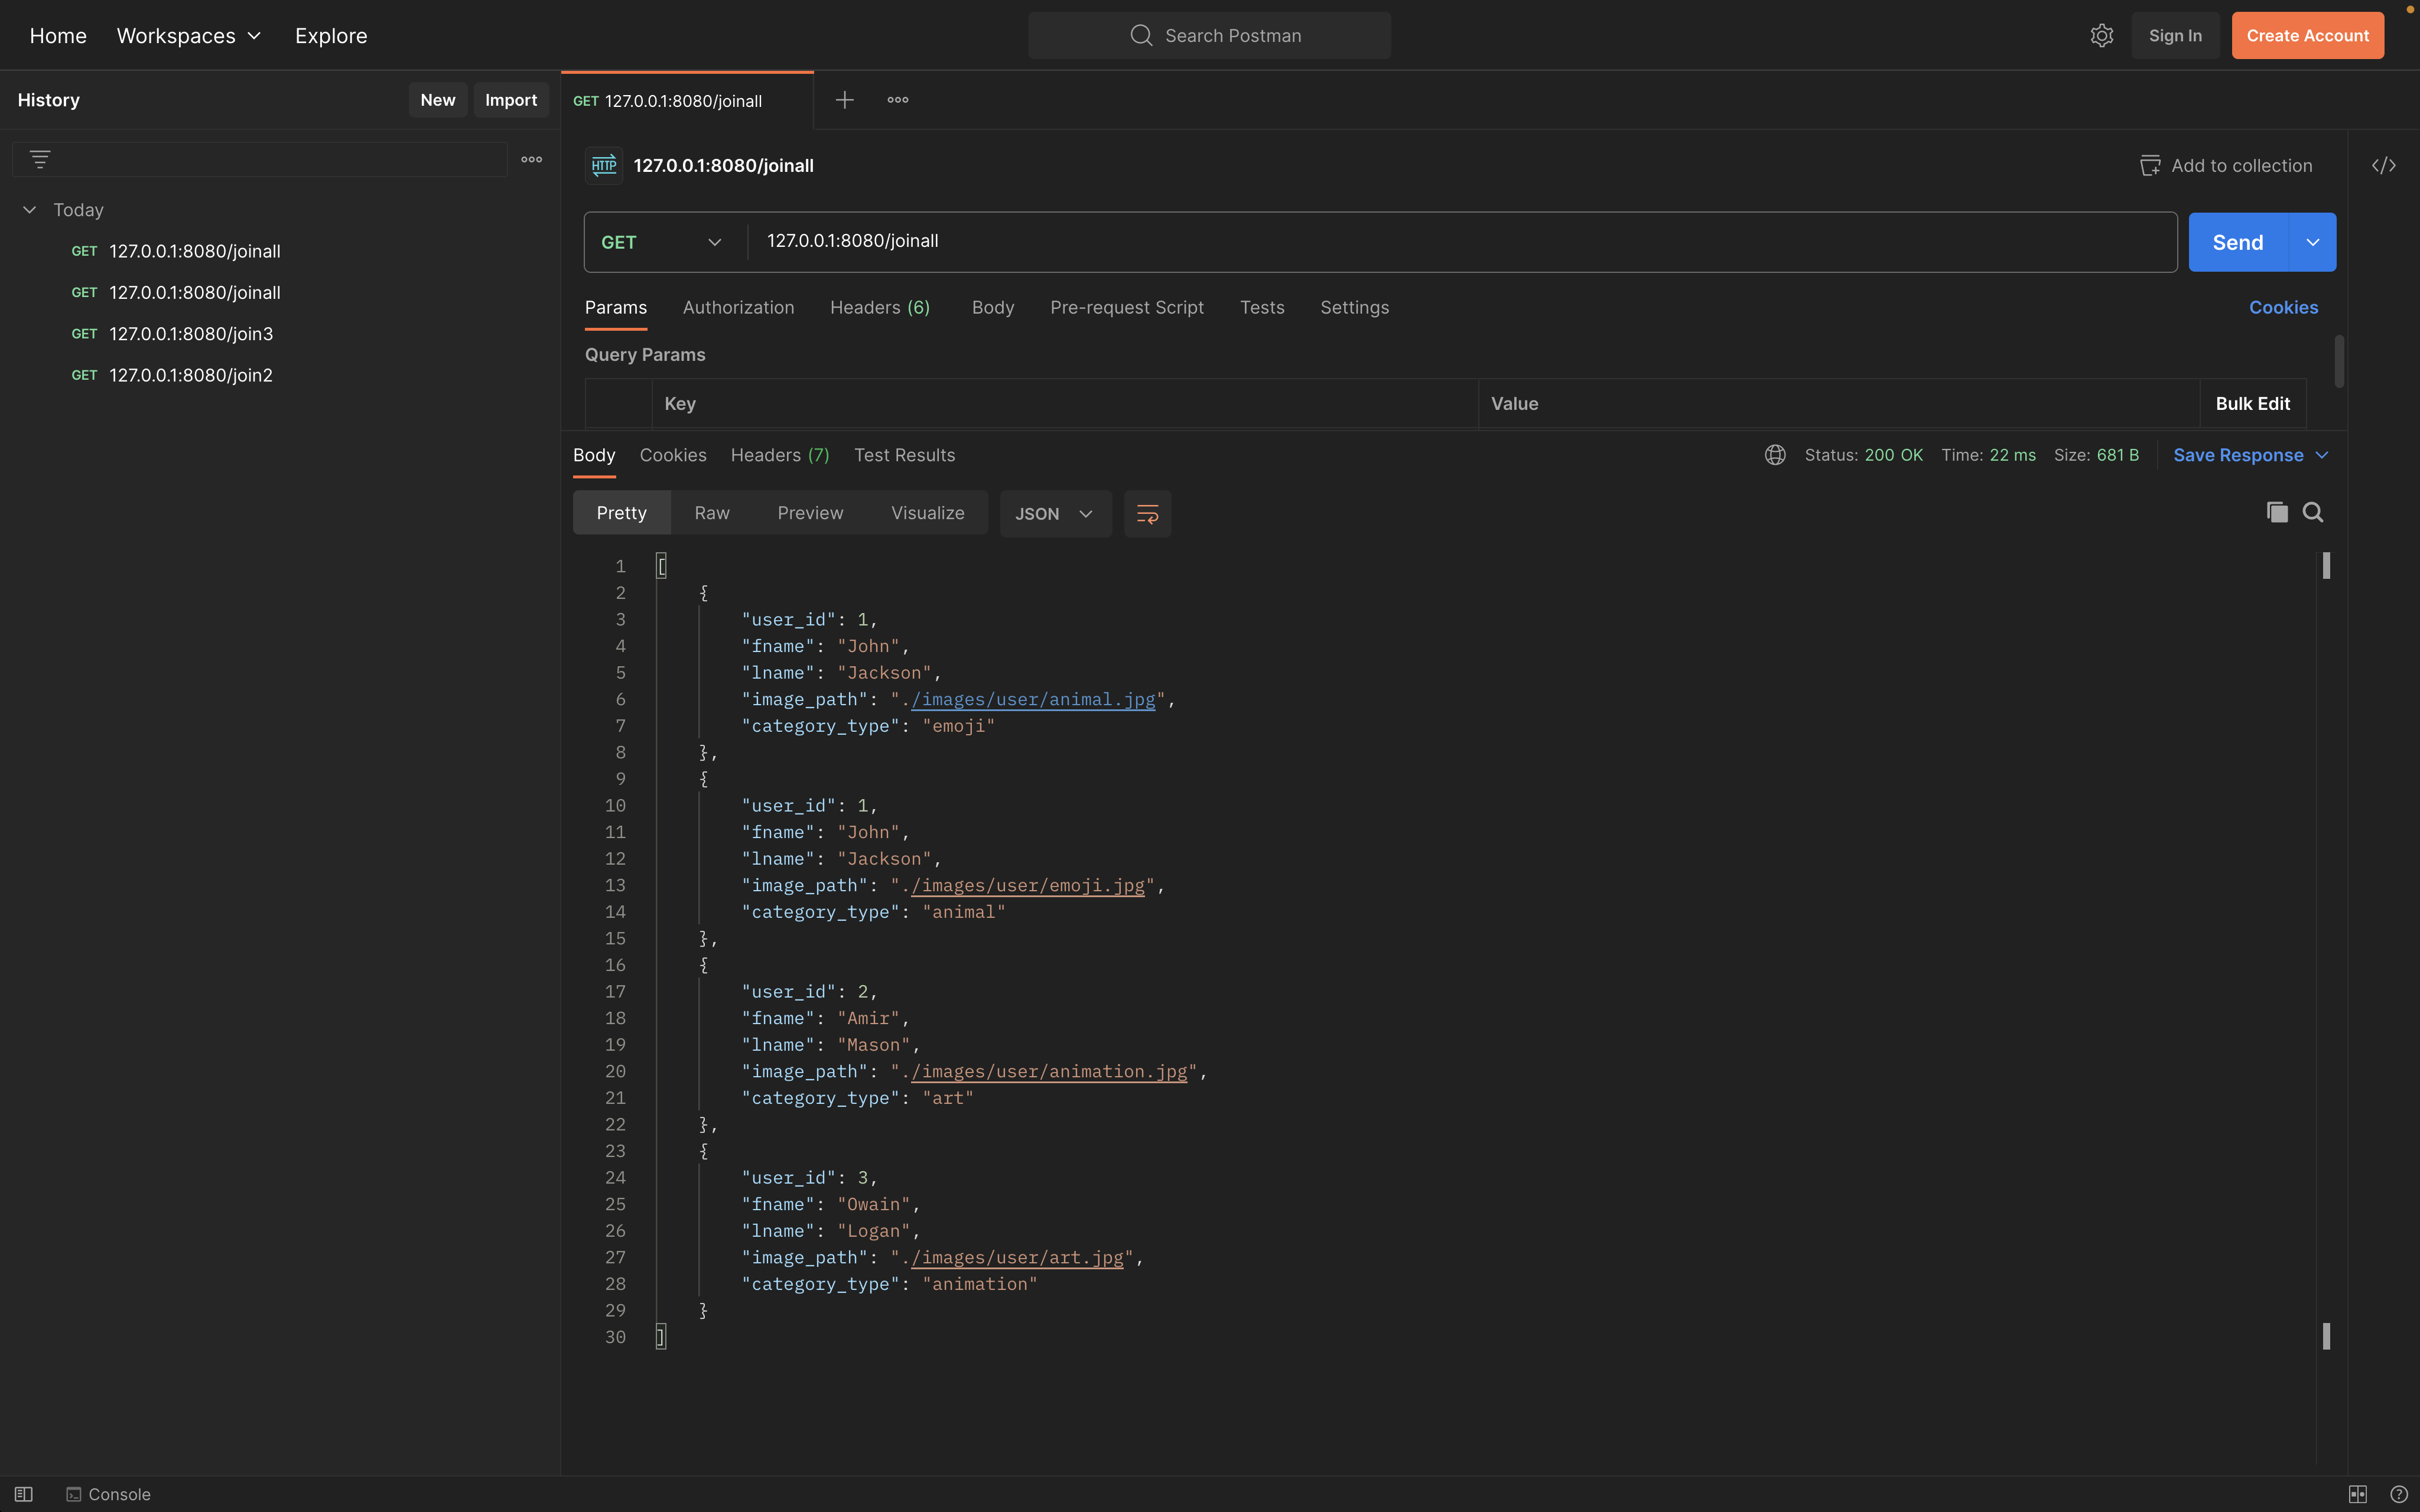 Home Workspaces Explore Search Postman Sign In Create Account
History New Import
GET 127.0.0.1:8080/joinall
HTTP 127.0.0.1:8080/joinall Add to collection </>
Today
GET 127.0.0.1:8080/joinall
GET 127.0.0.1:8080/joinall
GET 127.0.0.1:8080/join3
GET 127.0.0.1:8080/join2
GET 127.0.0.1:8080/joinall Send
Params Authorization Headers (6) Body Pre-request Script Tests Settings Cookies
Query Params
Key Value Bulk Edit
Body Cookies Headers (7) Test Results Status: 200 OK Time: 22 ms Size: 681 B Save Response
Pretty Raw Preview Visualize JSON
1 [
2 {
3 "user_id": 1,
4 "fname": "John",
5 "lname": "Jackson",
6 "image_path": "./images/user/animal.jpg",
7 "category_type": "emoji"
8 },
9 {
10 "user_id": 1,
11 "fname": "John",
12 "lname": "Jackson",
13 "image_path": "./images/user/emoji.jpg",
14 "category_type": "animal"
15 },
16 {
17 "user_id": 2,
18 "fname": "Amir",
19 "lname": "Mason",
20 "image_path": "./images/user/animation.jpg",
21 "category_type": "art"
22 },
23 {
24 "user_id": 3,
25 "fname": "Owain",
26 "lname": "Logan",
27 "image_path": "./images/user/art.jpg",
28 "category_type": "animation"
29 }
30 ]
Console